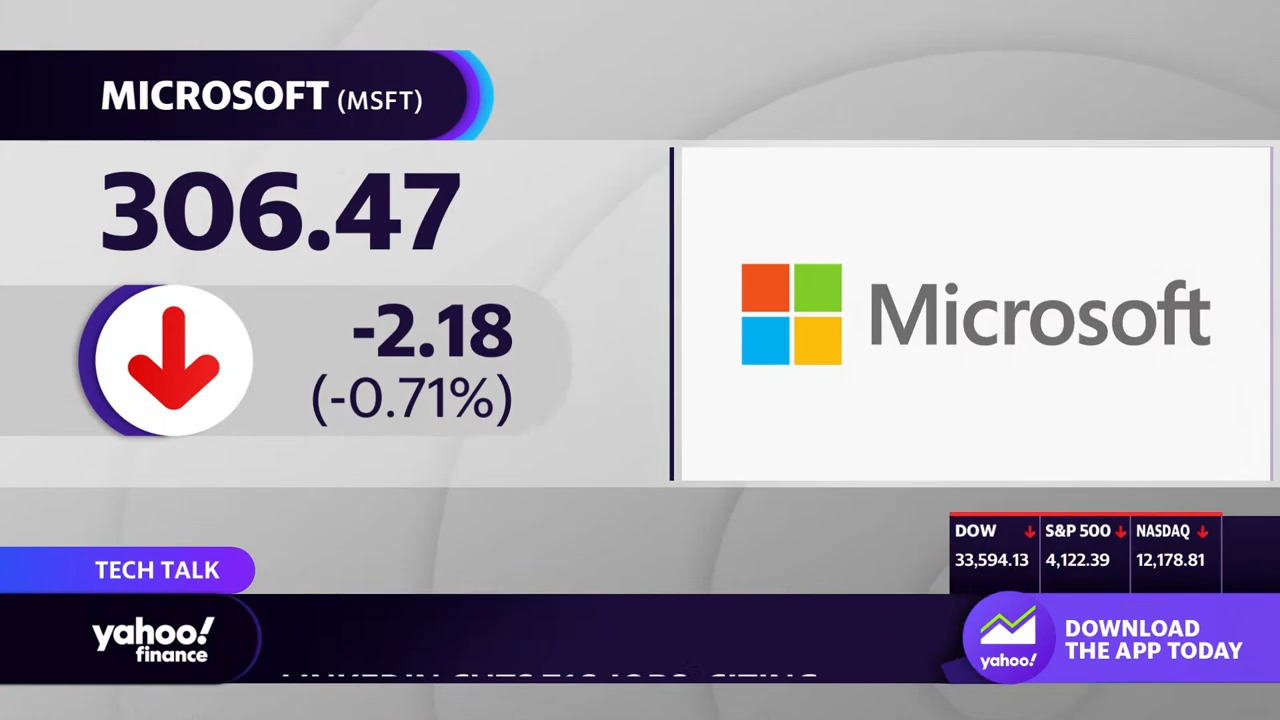 MICROSOFT (MSFT)
306.47
-2.18
(-0.71%)
Microsoft
DOW
33,594.13
S&P 500
4,122.39
NASDAQ
12,178.81
TECH TALK
yahoo!
finance
yahoo!
DOWNLOAD
THE APP TODAY